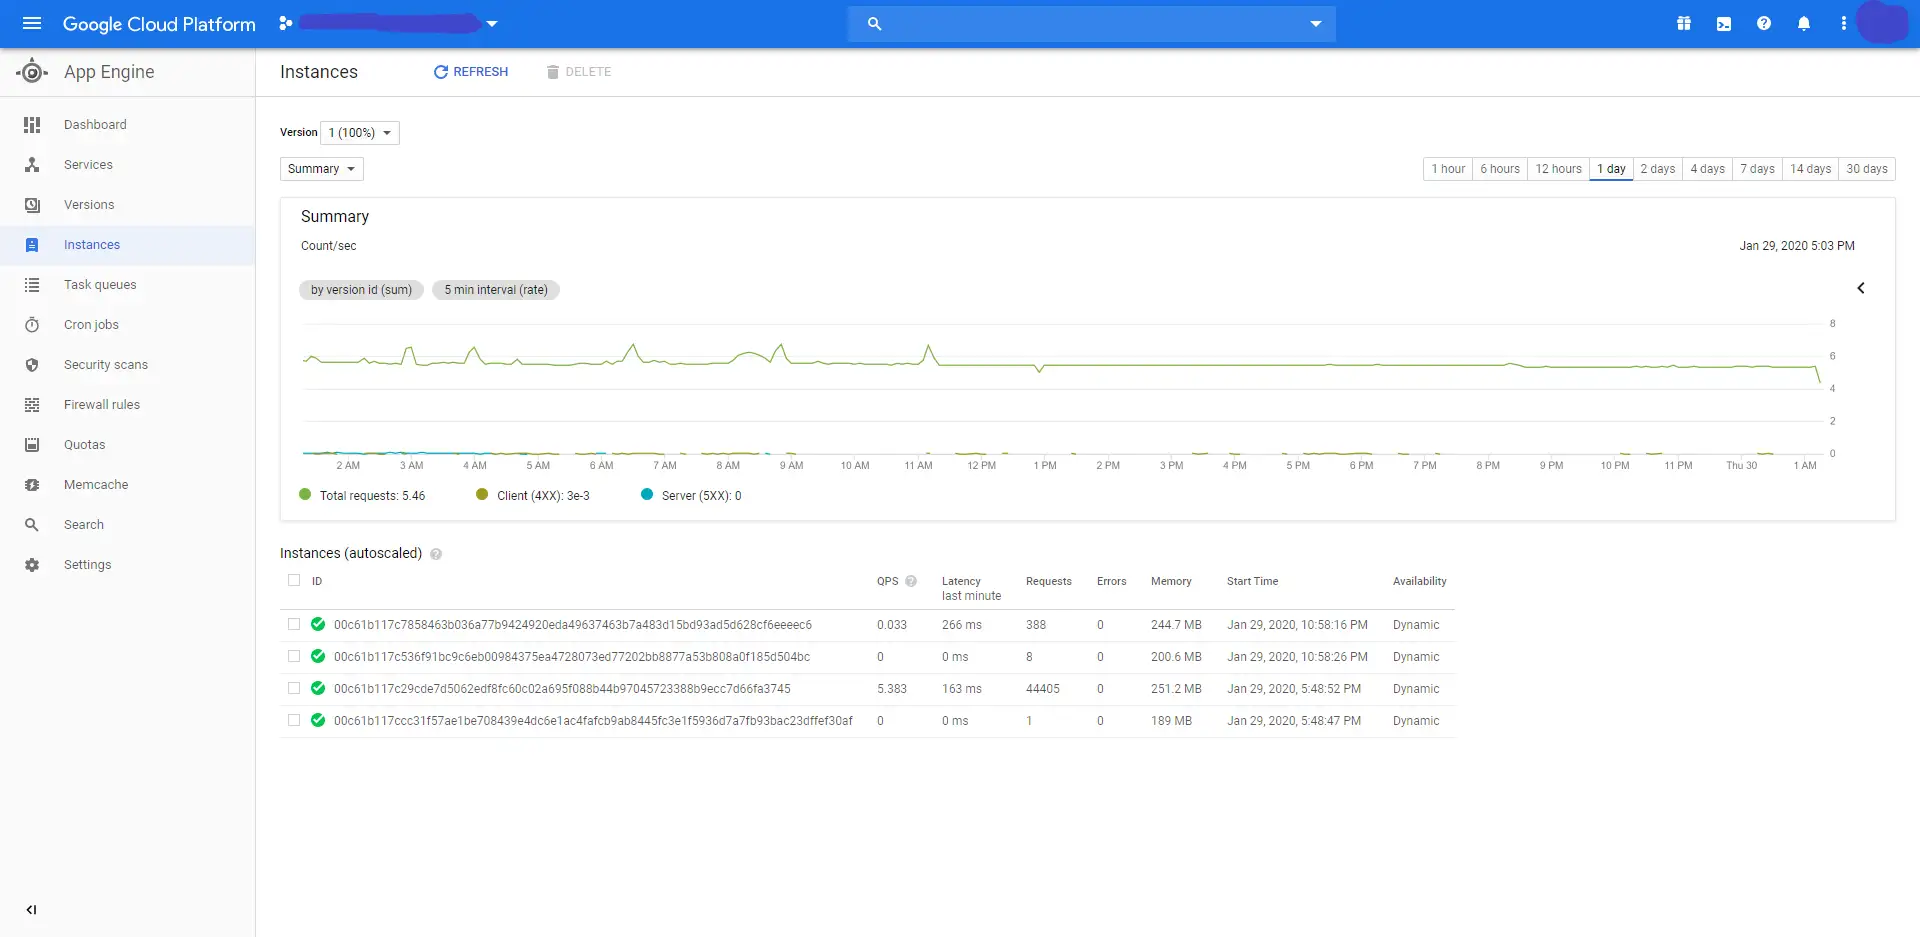 Google Cloud Platform
App Engine
Instances REFRESH DELETE
Dashboard
Services
Versions
Instances
Task queues
Cron jobs
Security scans
Firewall rules
Quotas
Memcache
Search
Settings
Version 1 (100%)
Summary
1 hour 6 hours 12 hours 1 day 2 days 4 days 7 days 14 days 30 days
Summary
Count/sec Jan 29, 2020 5:03 PM
by version id (sum) 5 min interval (rate)
8
6
4
2
0
2 AM 3 AM 4 AM 5 AM 6 AM 7 AM 8 AM 9 AM 10 AM 11 AM 12 PM 1 PM 2 PM 3 PM 4 PM 5 PM 6 PM 7 PM 8 PM 9 PM 10 PM 11 PM Thu 30 1 AM
Total requests: 5.46 Client (4XX): 3e-3 Server (5XX): 0
Instances (autoscaled)
ID QPS Latency Requests Errors Memory Start Time Availability
last minute
00c61b117c7858463b036a77b9424920eda49637463b7a483d15bd93ad5d628cf6eeeec6 0.033 266 ms 388 0 244.7 MB Jan 29, 2020, 10:58:16 PM Dynamic
00c61b117c536f91bc9c6eb00984375ea4728073ed77202bb8877a53b808a0f185d504bc 0 0 ms 8 0 200.6 MB Jan 29, 2020, 10:58:26 PM Dynamic
00c61b117c29cde7d5062edf8fc60c02a695f088b44b97045723388b9ecc7d66fa3745 5.383 163 ms 44405 0 251.2 MB Jan 29, 2020, 5:48:52 PM Dynamic
00c61b117ccc31f57ae1be708439e4dc6e1ac4fafcb9ab8445fc3e1f5936d7a7fb93bac23dffef30af 0 0 ms 1 0 189 MB Jan 29, 2020, 5:48:47 PM Dynamic